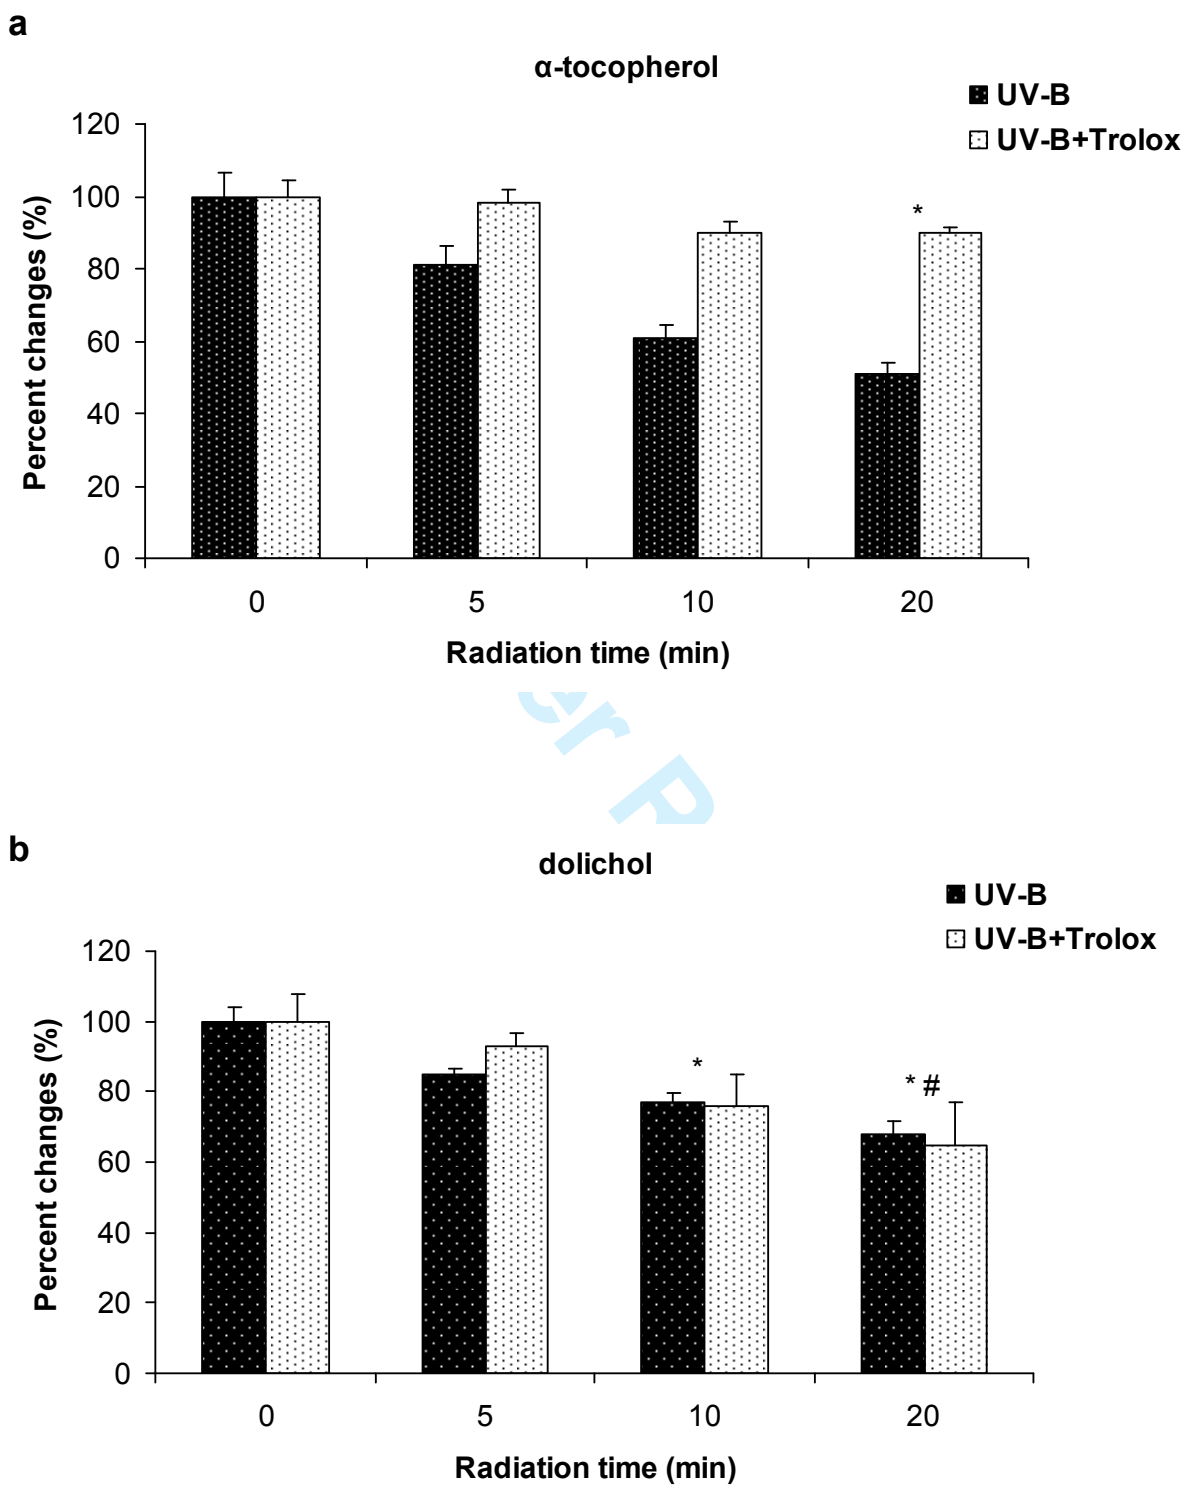 a
α-tocopherol
UV-B
UV-B+Trolox
120
100
80
60
40
20
0
Percent changes (%)
*
0 5 10 20
Radiation time (min)
er P
b
dolichol
UV-B
UV-B+Trolox
120
100
80
60
40
20
0
Percent changes (%)
*
* #
0 5 10 20
Radiation time (min)